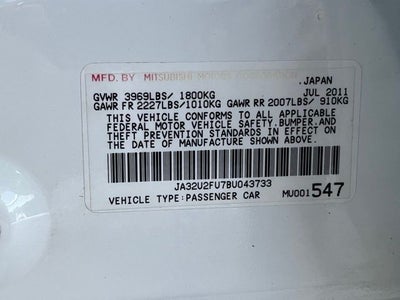 MFD. BY MITSUBISHI MOTORS CORPORATION, JAPAN
GVWR 3969LBS/ 1800KG JUL 2011
GAWR FR 2227LBS/1010KG GAWR RR 2007LBS/ 910KG
THIS VEHICLE CONFORMS TO ALL APPLICABLE
FEDERAL MOTOR VEHICLE SAFETY,BUMPER,AND
THEFT PREVENTION STANDARDS IN EFFECT ON
THE DATE OF MANUFACTURE SHOWN ABOVE.
JA32U2FU7BU043733
VEHICLE TYPE:PASSENGER CAR MU001547